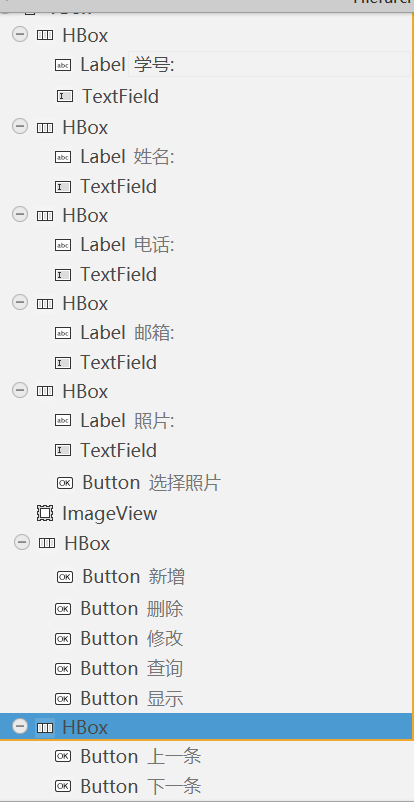 HBox
Label 学号:
TextField
HBox
Label 姓名:
TextField
HBox
Label 电话:
TextField
HBox
Label 邮箱:
TextField
HBox
Label 照片:
TextField
Button 选择照片
ImageView
HBox
Button 新增
Button 删除
Button 修改
Button 查询
Button 显示
HBox
Button 上一条
Button 下一条